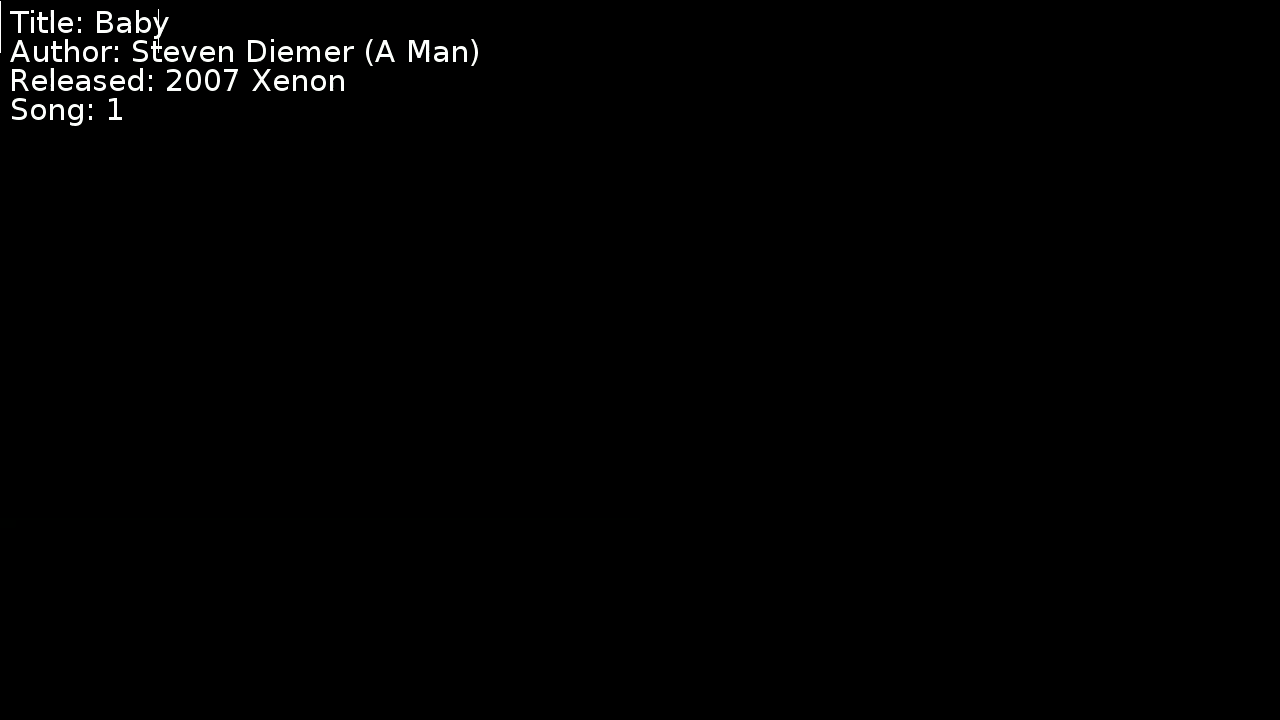 Title: Baby
Author: Steven Diemer (A Man)
Released: 2007 Xenon
Song: 1